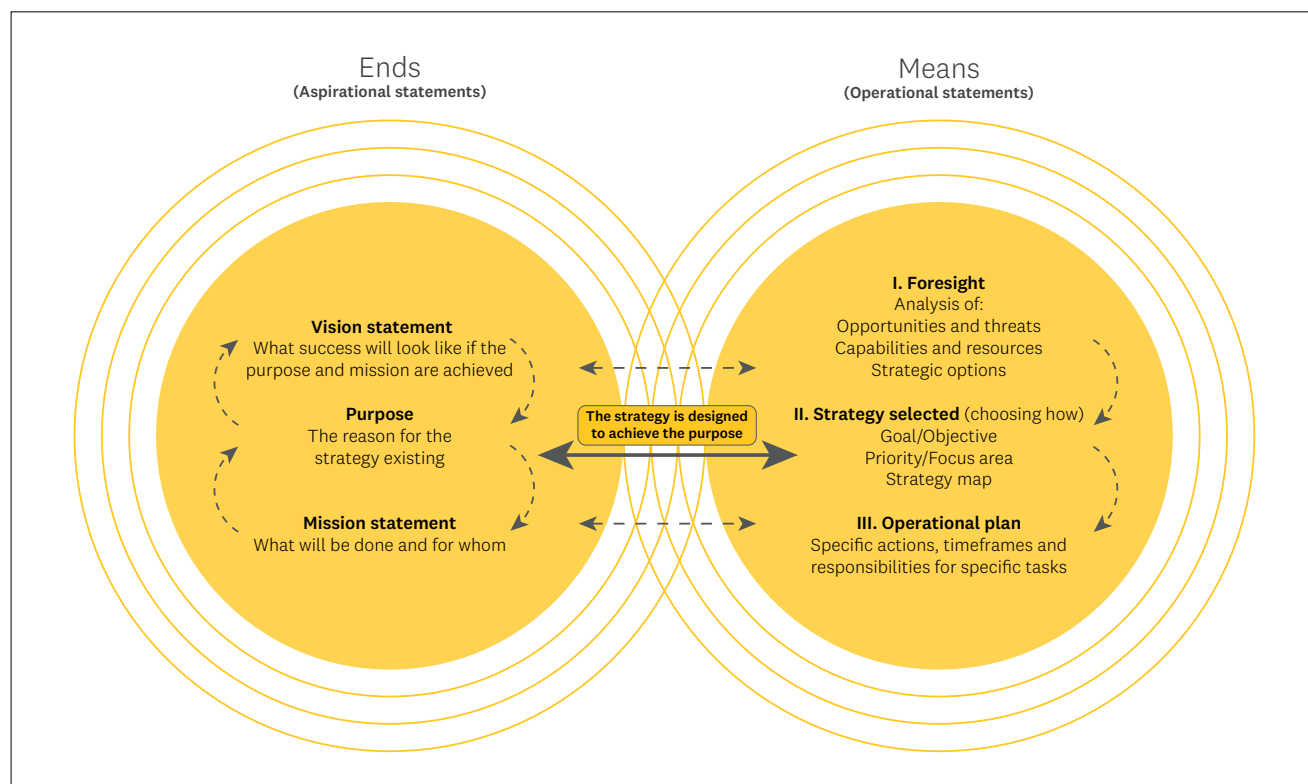 Ends
(Aspirational statements)
Means
(Operational statements)
Vision statement
What success will look like if the
purpose and mission are achieved
Purpose
The reason for the
strategy existing
Mission statement
What will be done and for whom
The strategy is designed
to achieve the purpose
I. Foresight
Analysis of:
Opportunities and threats
Capabilities and resources
Strategic options
II. Strategy selected (choosing how)
Goal/Objective
Priority/Focus area
Strategy map
III. Operational plan
Specific actions, timeframes and
responsibilities for specific tasks